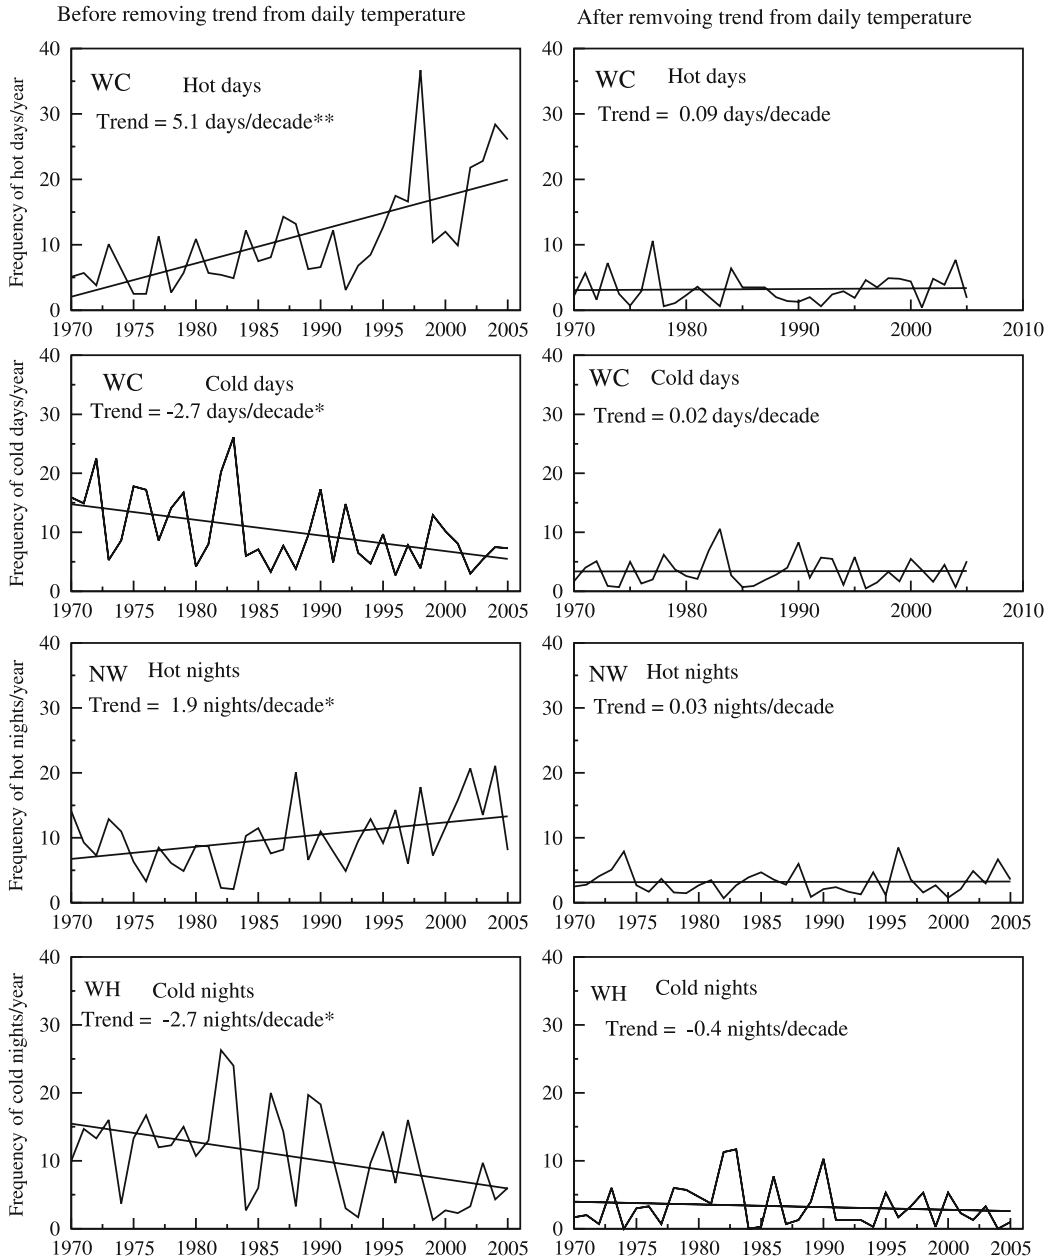 Before removing trend from daily temperature
After remvoing trend from daily temperature
Frequency of hot days/year
40
30
20
10
0
WC Hot days
Trend = 5.1 days/decade**
1970 1975 1980 1985 1990 1995 2000 2005
40
30
20
10
0
WC Hot days
Trend = 0.09 days/decade
1970 1980 1990 2000 2010
Frequency of cold days/year
40
30
20
10
0
WC Cold days
Trend = -2.7 days/decade*
1970 1975 1980 1985 1990 1995 2000 2005
40
30
20
10
0
WC Cold days
Trend = 0.02 days/decade
1970 1980 1990 2000 2010
Frequency of hot nights/year
40
30
20
10
0
NW Hot nights
Trend = 1.9 nights/decade*
1970 1975 1980 1985 1990 1995 2000 2005
40
30
20
10
0
NW Hot nights
Trend = 0.03 nights/decade
1970 1975 1980 1985 1990 1995 2000 2005
Frequency of cold nights/year
40
30
20
10
0
WH Cold nights
Trend = -2.7 nights/decade*
1970 1975 1980 1985 1990 1995 2000 2005
40
30
20
10
0
WH Cold nights
Trend = -0.4 nights/decade
1970 1975 1980 1985 1990 1995 2000 2005